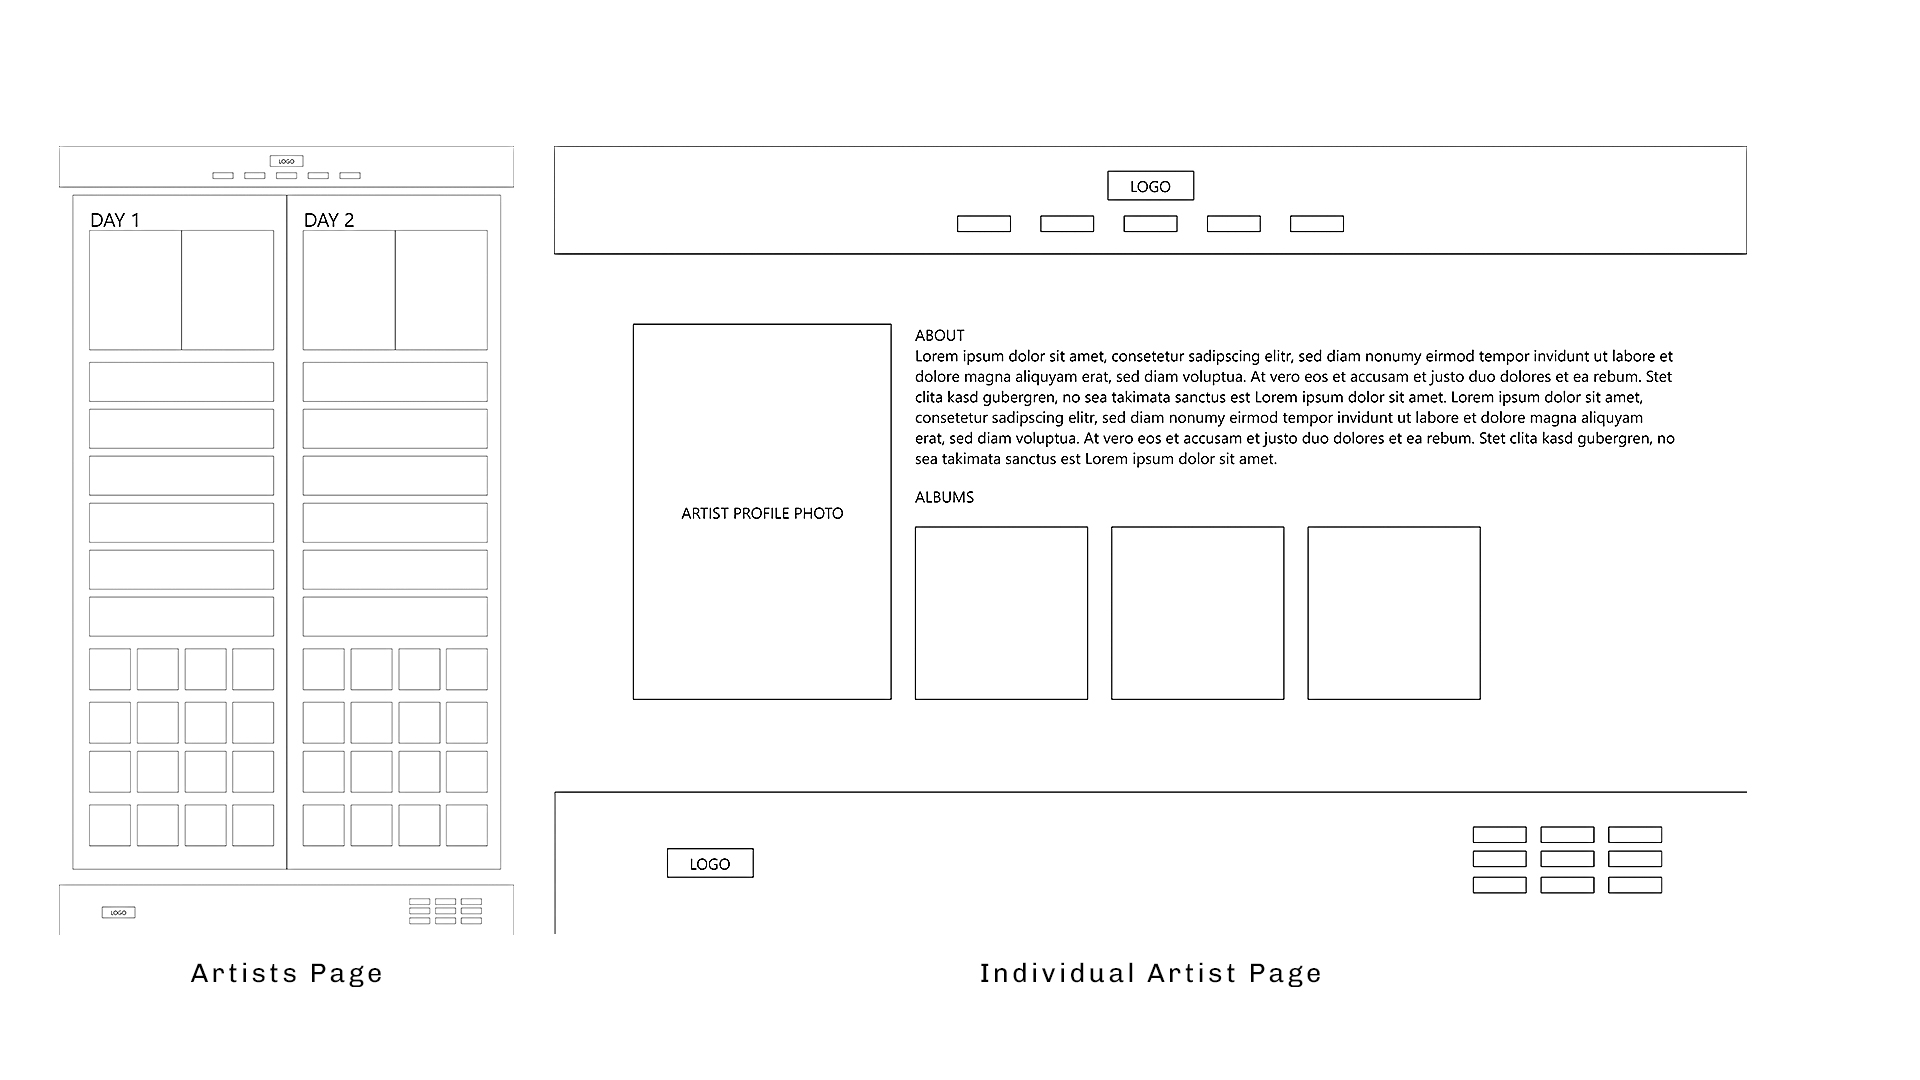 LOGO
DAY 1
DAY 2
LOGO
Artists Page
LOGO
ARTIST PROFILE PHOTO
ABOUT
Lorem ipsum dolor sit amet, consetetur sadipscing elitr, sed diam nonumy eirmod tempor invidunt ut labore et
dolore magna aliquyam erat, sed diam voluptua. At vero eos et accusam et justo duo dolores et ea rebum. Stet
clita kasd gubergren, no sea takimata sanctus est Lorem ipsum dolor sit amet. Lorem ipsum dolor sit amet,
consetetur sadipscing elitr, sed diam nonumy eirmod tempor invidunt ut labore et dolore magna aliquyam
erat, sed diam voluptua. At vero eos et accusam et justo duo dolores et ea rebum. Stet clita kasd gubergren, no
sea takimata sanctus est Lorem ipsum dolor sit amet.
ALBUMS
LOGO
Individual Artist Page